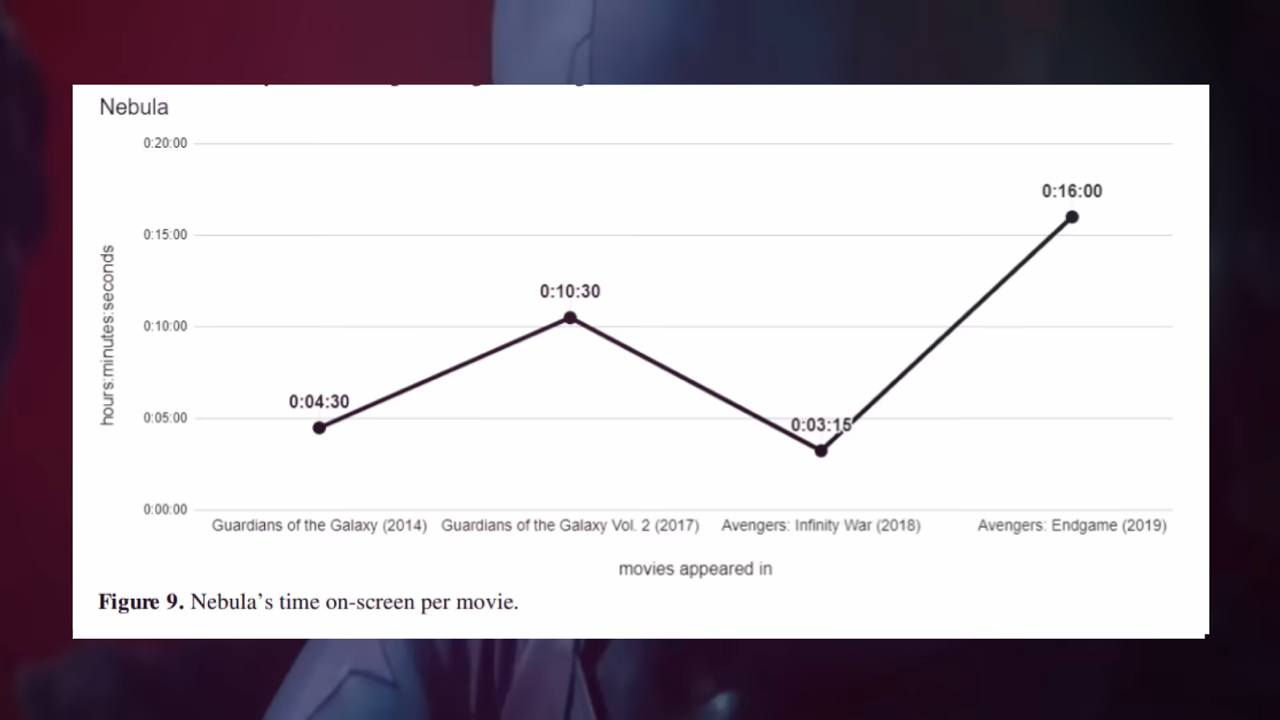 Nebula
0:20:00
0:15:00
0:10:00
0:05:00
0:00:00
hours:minutes:seconds
0:04:30
0:10:30
0:03:15
0:16:00
Guardians of the Galaxy (2014) Guardians of the Galaxy Vol. 2 (2017) Avengers: Infinity War (2018) Avengers: Endgame (2019)
movies appeared in
Figure 9. Nebula's time on-screen per movie.